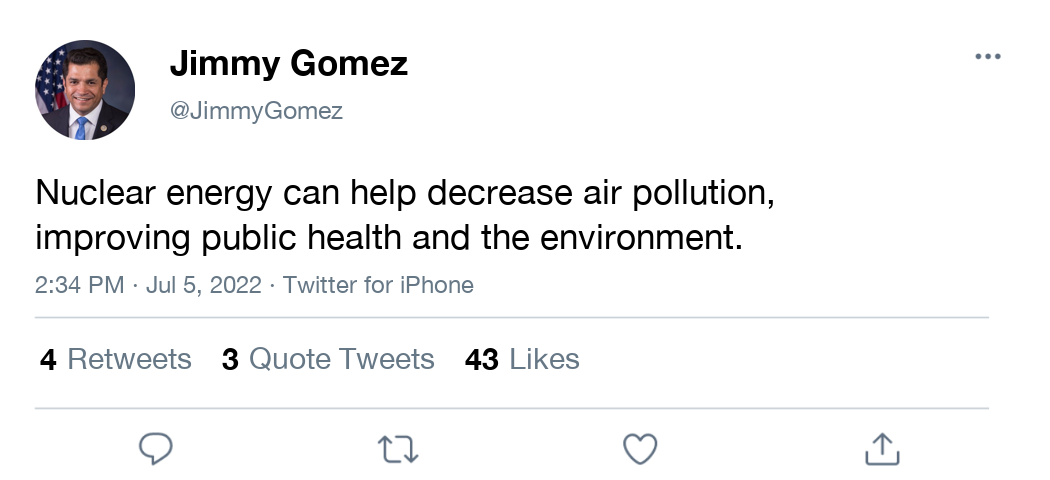 Jimmy Gomez
@JimmyGomez
Nuclear energy can help decrease air pollution,
improving public health and the environment.
2:34 PM · Jul 5, 2022 · Twitter for iPhone
4 Retweets 3 Quote Tweets 43 Likes